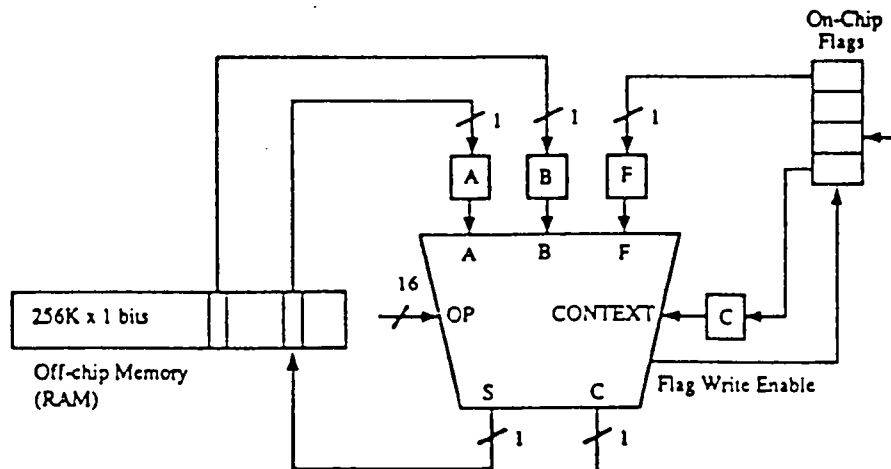 On-Chip
Flags
1
1
1
A
B
F
A
B
F
16
256K x 1 bits
OP
CONTEXT
C
Off-chip Memory
(RAM)
S
C
Flag Write Enable
1
1